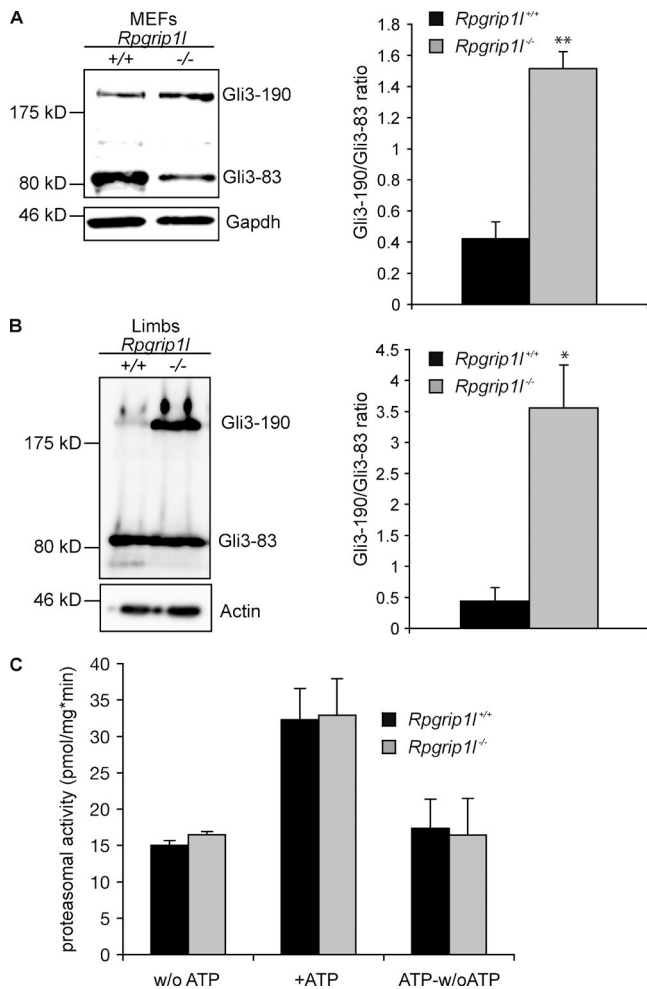 A
MEFs
Rpgrip1l
+/+ -/-
175 kD
80 kD
46 kD
Gli3-190
Gli3-83
Gapdh
Gli3-190/Gli3-83 ratio
1.8
1.6
1.4
1.2
1
0.8
0.6
0.4
0.2
0
Rpgrip1l+/+
Rpgrip1l-/-
**
B
Limbs
Rpgrip1l
+/+ -/-
175 kD
80 kD
46 kD
Gli3-190
Gli3-83
Actin
Gli3-190/Gli3-83 ratio
4.5
4
3.5
3
2.5
2
1.5
1
0.5
0
Rpgrip1l+/+
Rpgrip1l-/-
*
C
proteasomal activity (pmol/mg*min)
40
35
30
25
20
15
10
5
0
Rpgrip1l+/+
Rpgrip1l-/-
w/o ATP +ATP ATP-w/oATP